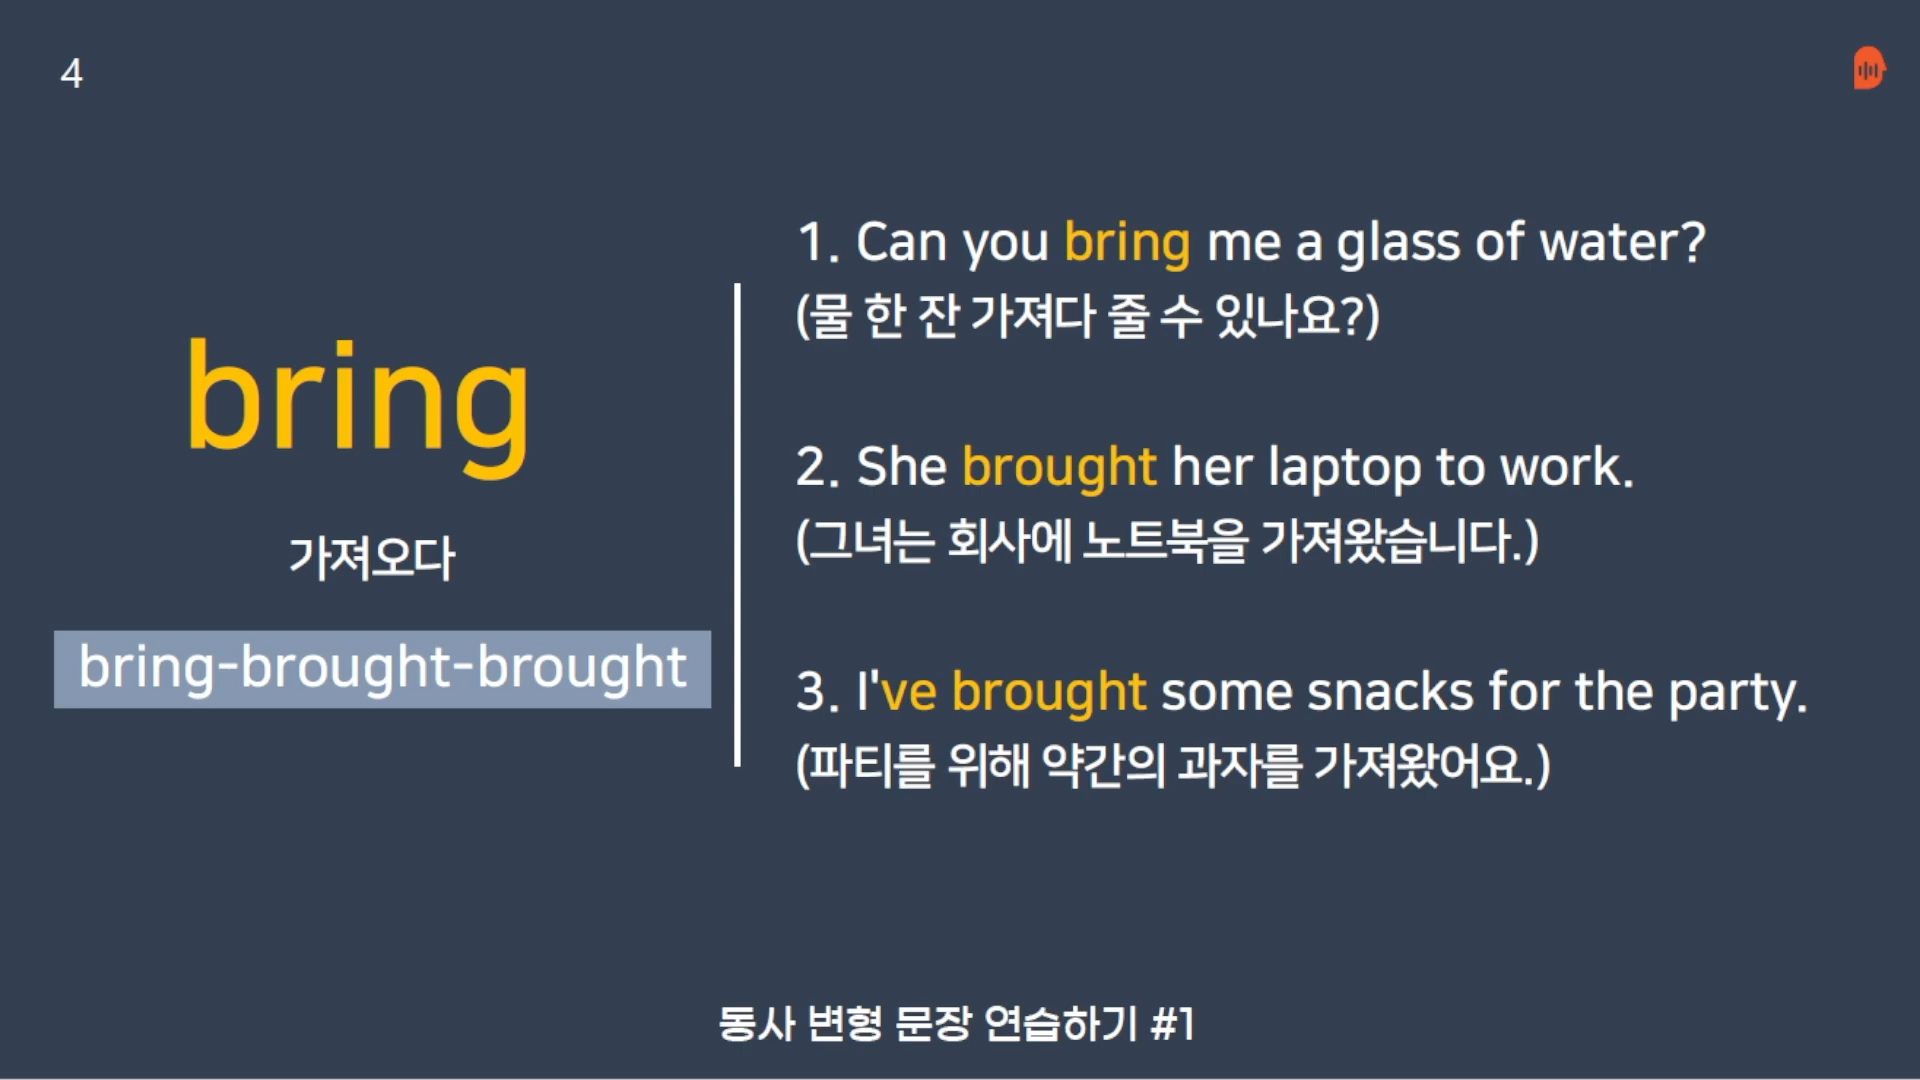 4
bring
가져오다
bring-brought-brought
1. Can you bring me a glass of water?
(물 한 잔 가져다 줄 수 있나요?)
2. She brought her laptop to work.
(그녀는 회사에 노트북을 가져왔습니다.)
3. I've brought some snacks for the party.
(파티를 위해 약간의 과자를 가져왔어요.)
동사 변형 문장 연습하기 #1